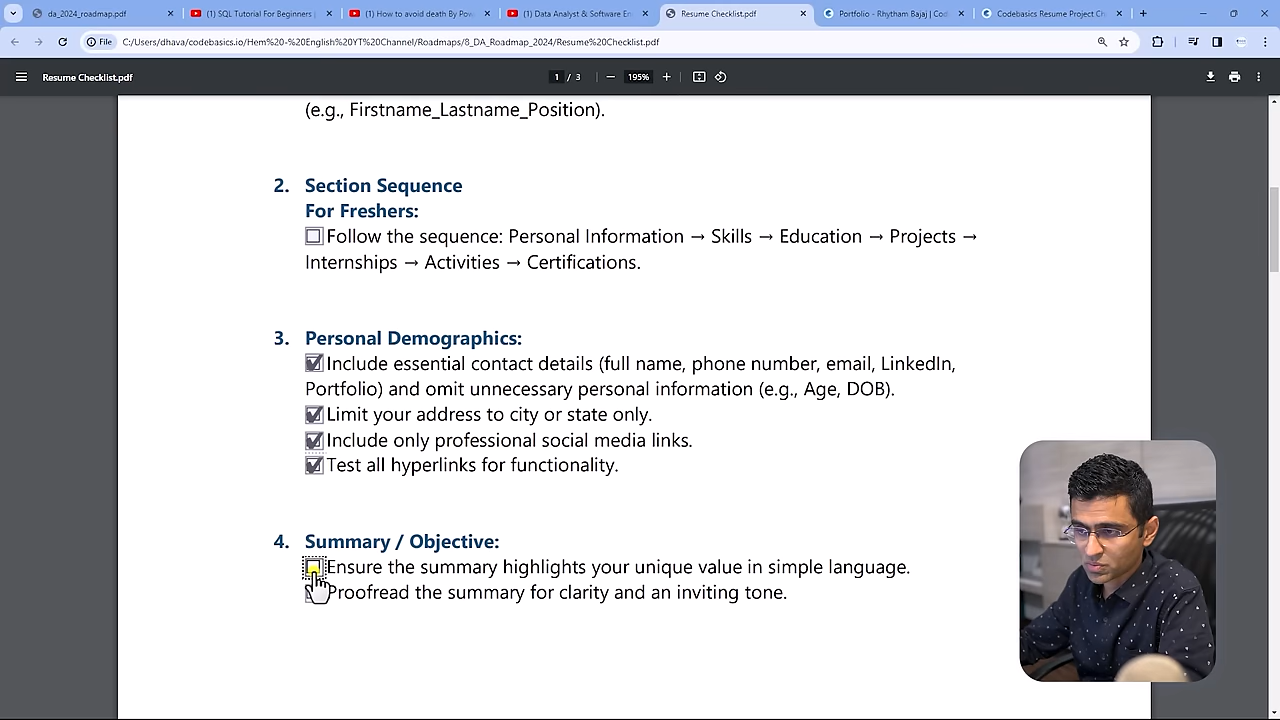 da_2024_roadmap.pdf
(1) SQL Tutorial For Beginners |
(1) How to avoid death By Pow
(1) Data Analyst & Software En
Resume Checklist.pdf
Portfolio - Rhytham Bajaj | Cod
Codebasics Resume Project Ch
File
C:/Users/dhava/codebasics.io/Hem%20-%20English%20YT%20Channel/Roadmaps/8_DA_Roadmap_2024/Resume%20Checklist.pdf
Resume Checklist.pdf
1 / 3
195%
(e.g., Firstname_Lastname_Position).
2. Section Sequence
For Freshers:
Follow the sequence: Personal Information → Skills → Education → Projects →
Internships → Activities → Certifications.
3. Personal Demographics:
Include essential contact details (full name, phone number, email, LinkedIn,
Portfolio) and omit unnecessary personal information (e.g., Age, DOB).
Limit your address to city or state only.
Include only professional social media links.
Test all hyperlinks for functionality.
4. Summary / Objective:
Ensure the summary highlights your unique value in simple language.
Proofread the summary for clarity and an inviting tone.